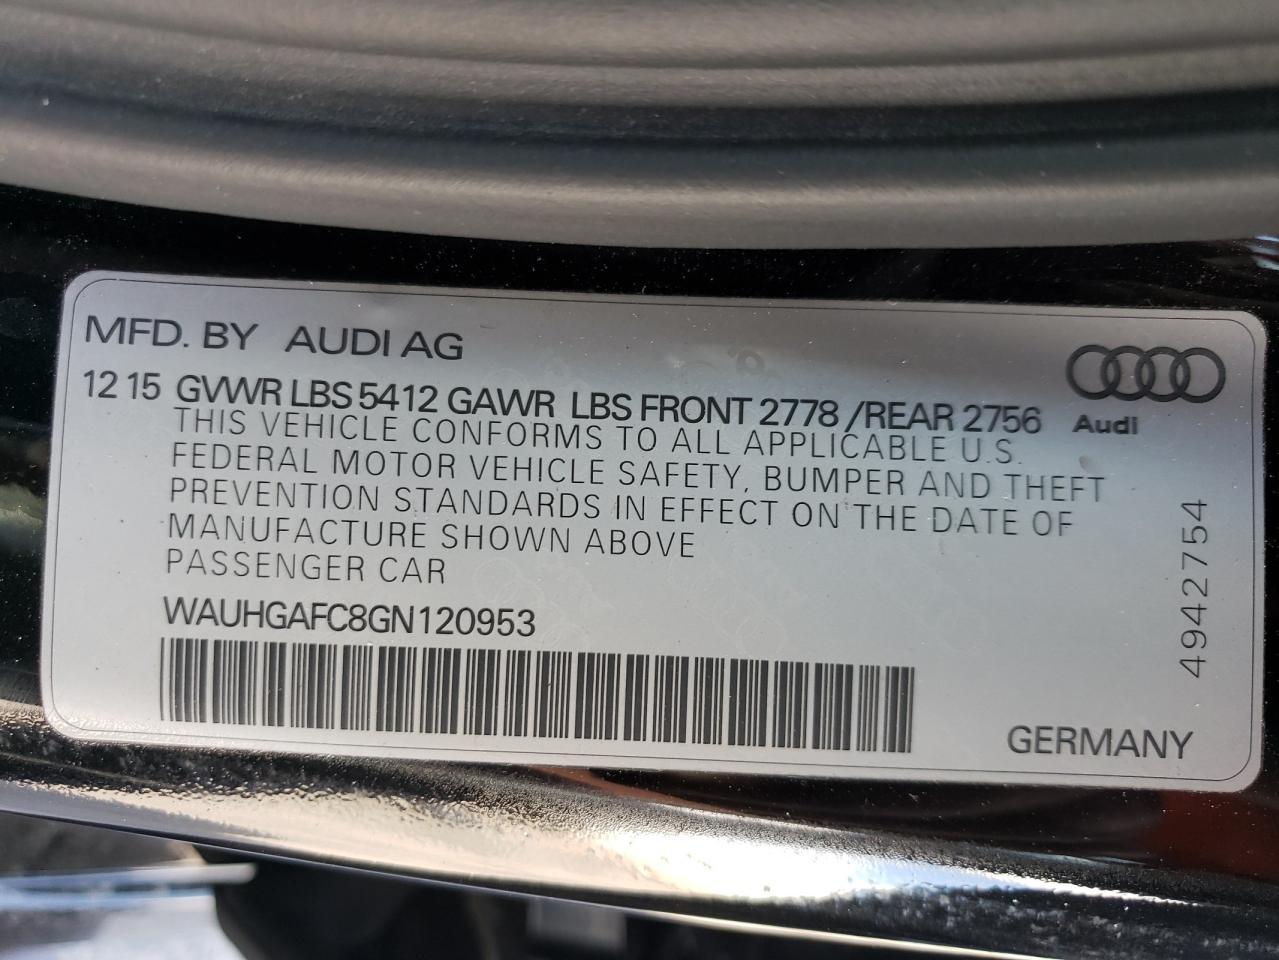 MFD. BY AUDI AG
12 15 GVWR LBS 5412 GAWR LBS FRONT 2778 /REAR 2756
Audi
THIS VEHICLE CONFORMS TO ALL APPLICABLE U.S.
FEDERAL MOTOR VEHICLE SAFETY, BUMPER AND THEFT
PREVENTION STANDARDS IN EFFECT ON THE DATE OF
MANUFACTURE SHOWN ABOVE
PASSENGER CAR
WAUHGAFC8GN120953
4942754
GERMANY